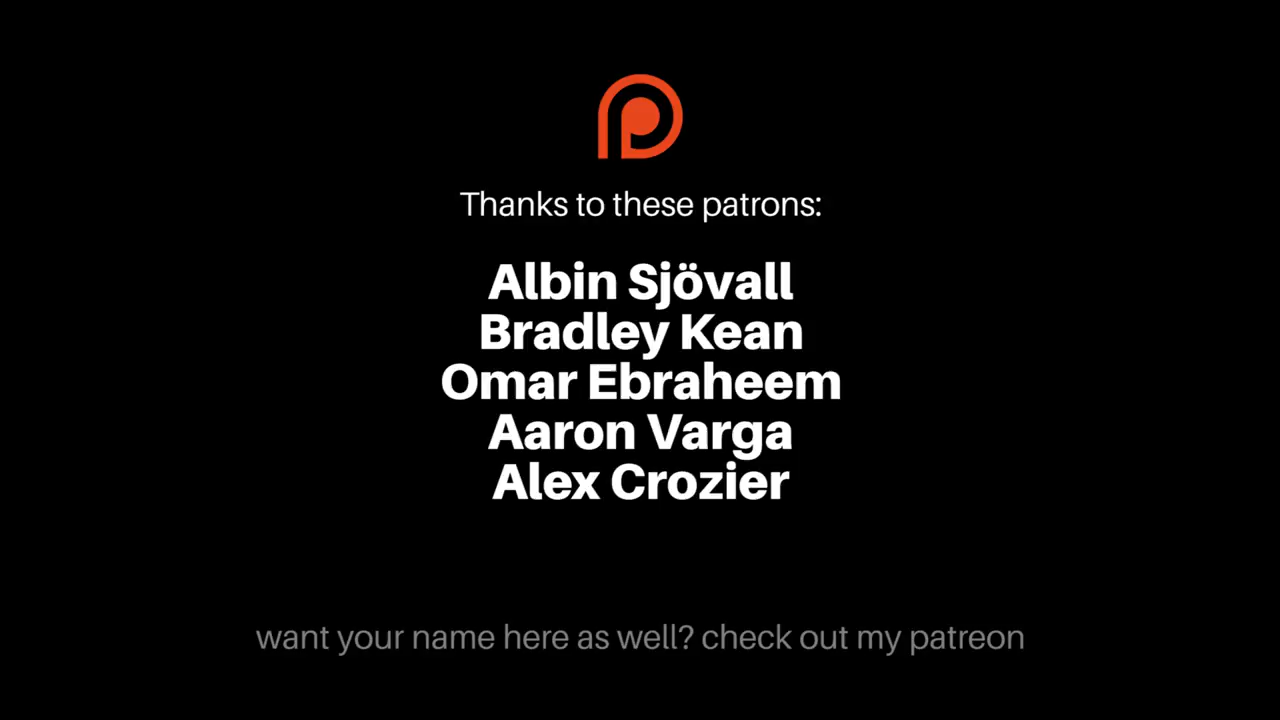 Thanks to these patrons:
Albin Sjövall
Bradley Kean
Omar Ebraheem
Aaron Varga
Alex Crozier
want your name here as well? check out my patreon